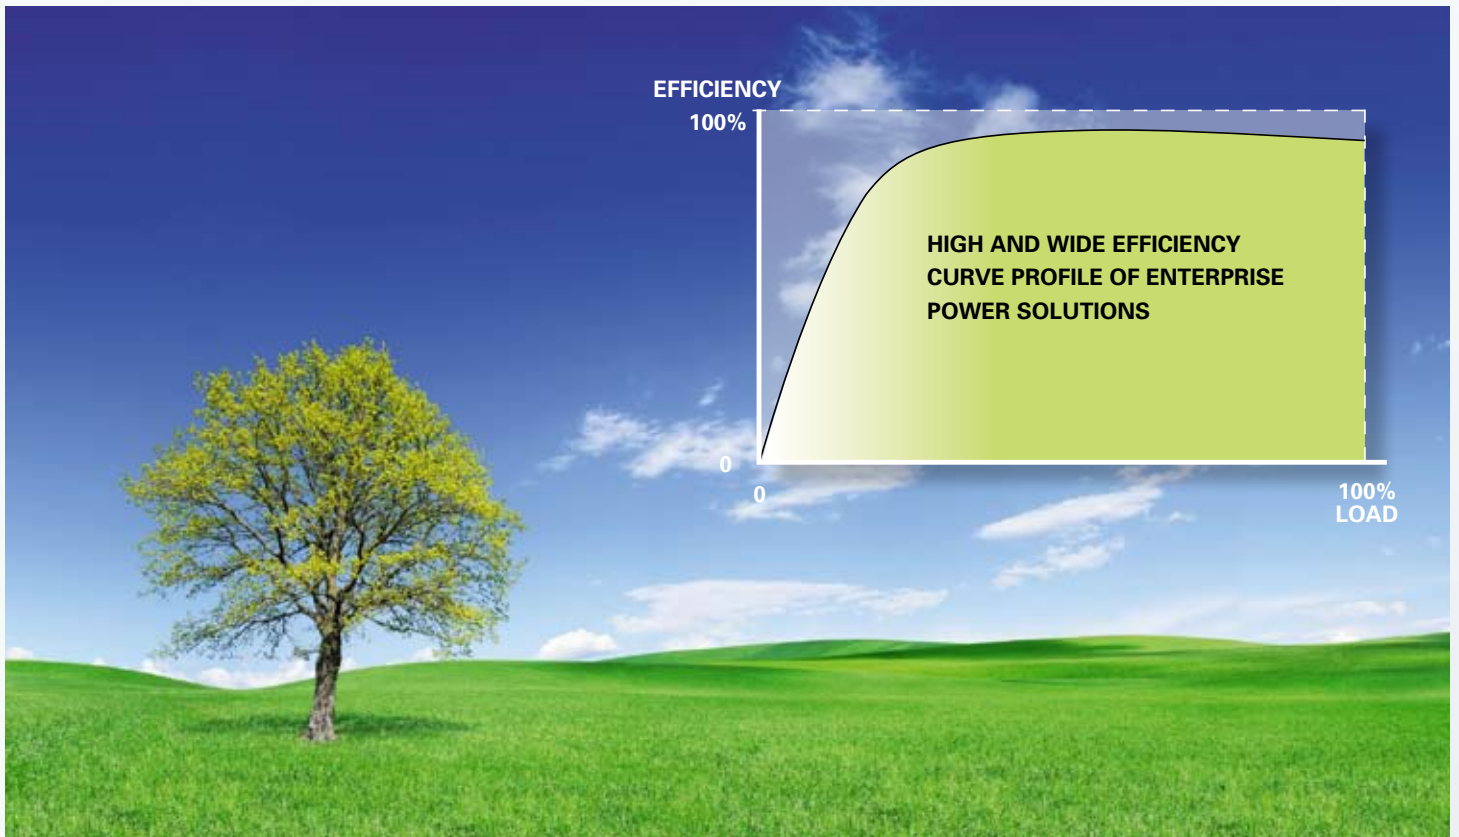 EFFICIENCY
100%
HIGH AND WIDE EFFICIENCY
CURVE PROFILE OF ENTERPRISE
POWER SOLUTIONS
0
0
100%
LOAD